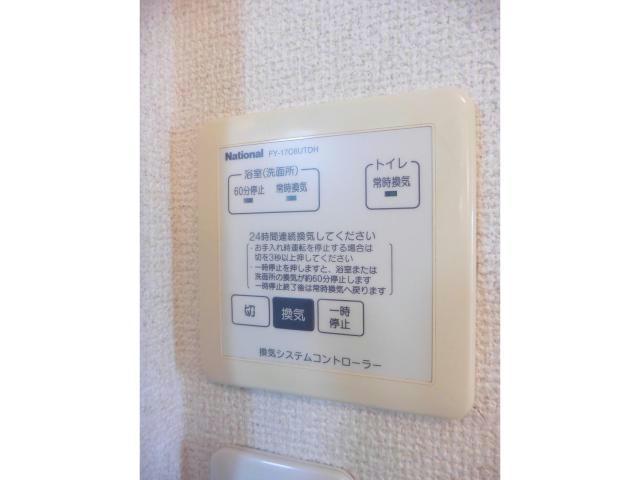 National FY-17C6UTDH
浴室(洗面所)
60分停止 常時換気
トイレ
常時換気
24時間連続換気してください
・お手入れ時運転を停止する場合は
切を3秒以上押してください
・一時停止を押しますと、浴室または
洗面所の換気が約60分停止します
一時停止終了後は常時換気へ戻ります
切 換気 一時
停止
換気システムコントローラー